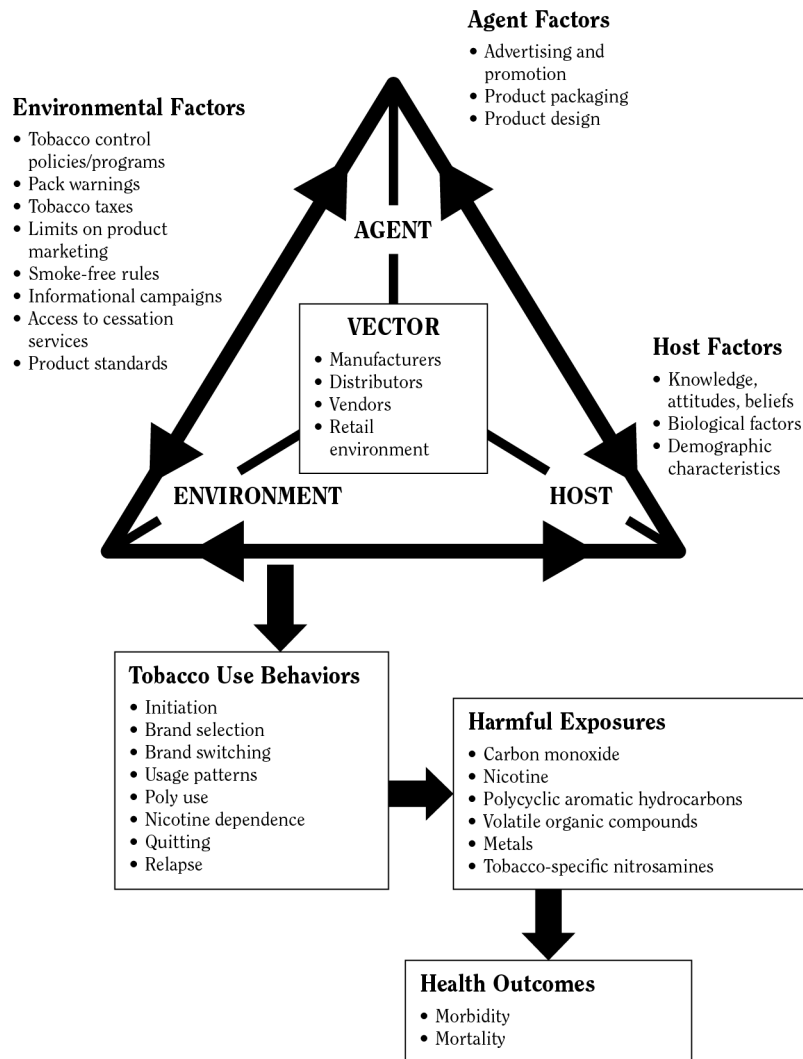 Agent Factors
• Advertising and
promotion
• Product packaging
• Product design
Environmental Factors
• Tobacco control
policies/programs
• Pack warnings
• Tobacco taxes
• Limits on product
marketing
• Smoke-free rules
• Informational campaigns
• Access to cessation
services
• Product standards
AGENT
VECTOR
• Manufacturers
• Distributors
• Vendors
• Retail
environment
Host Factors
• Knowledge,
attitudes, beliefs
• Biological factors
• Demographic
characteristics
ENVIRONMENT
HOST
Tobacco Use Behaviors
• Initiation
• Brand selection
• Brand switching
• Usage patterns
• Poly use
• Nicotine dependence
• Quitting
• Relapse
Harmful Exposures
• Carbon monoxide
• Nicotine
• Polycyclic aromatic hydrocarbons
• Volatile organic compounds
• Metals
• Tobacco-specific nitrosamines
Health Outcomes
• Morbidity
• Mortality